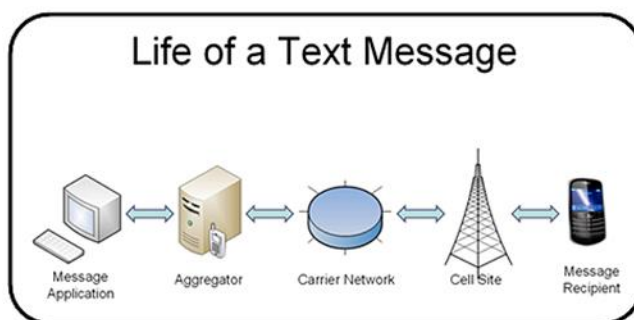 Life of a Text Message
Message
Application
Aggregator
Carrier Network
Cell Site
Message
Recipient